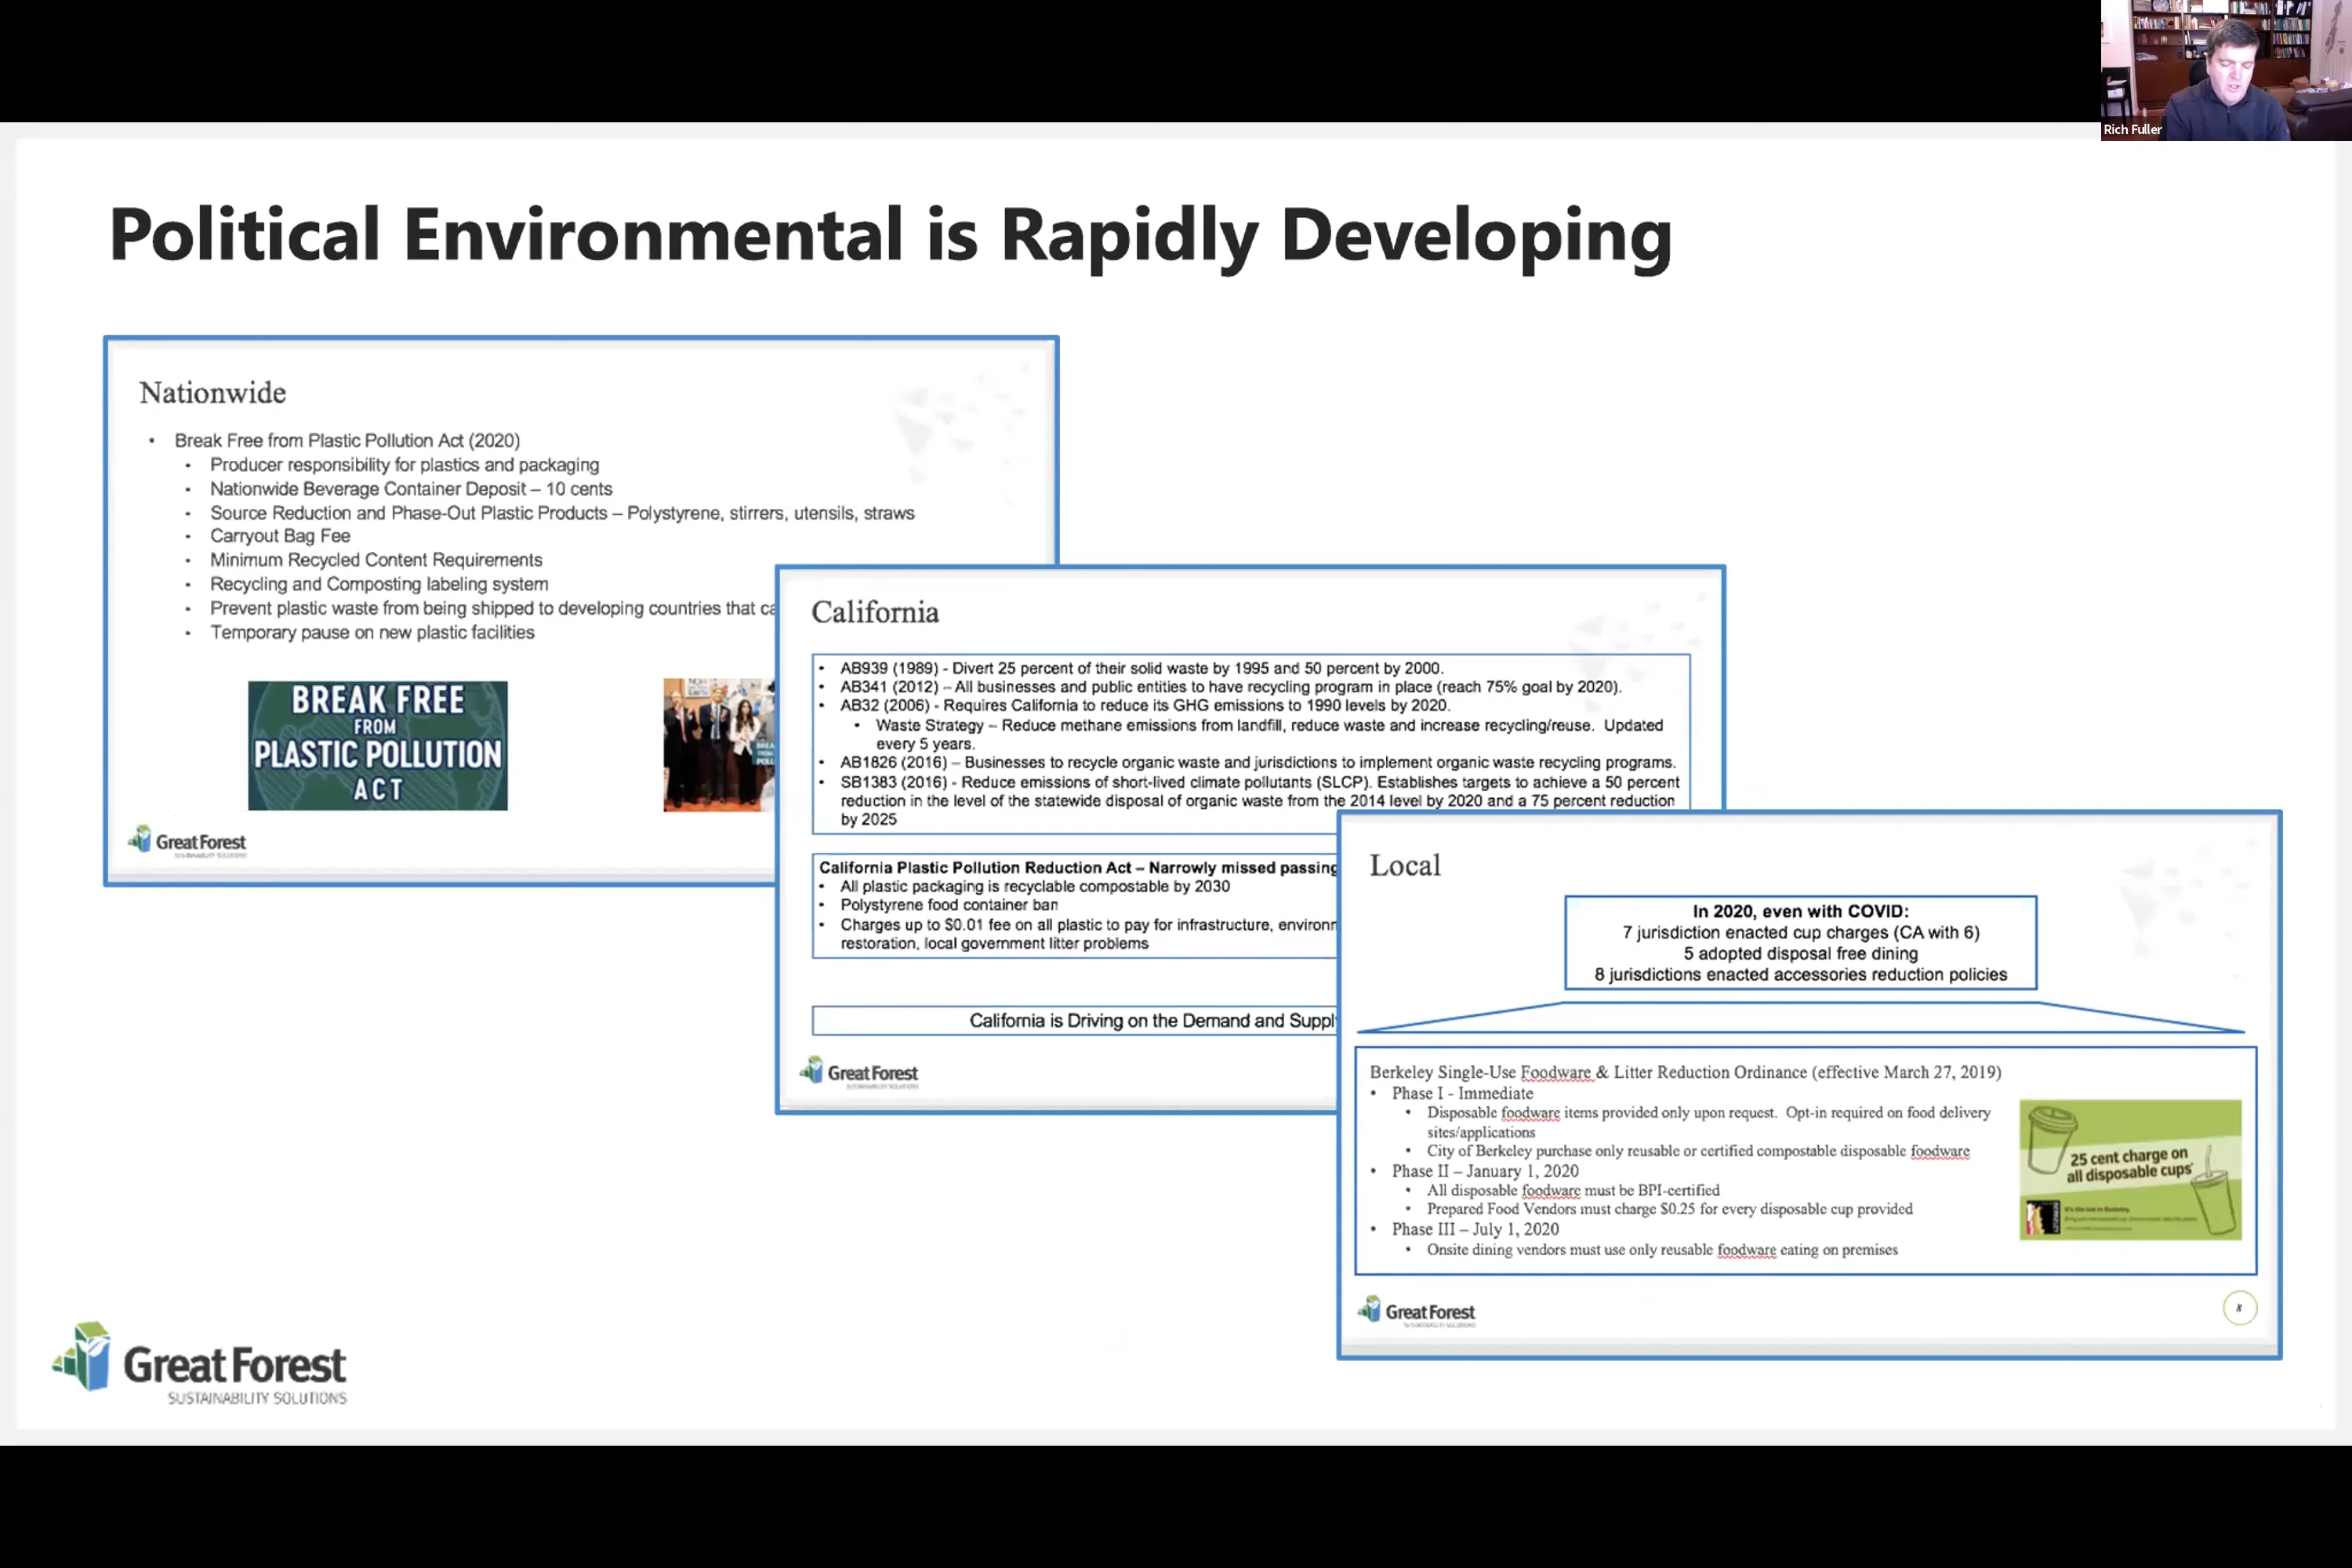 Rich Fuller
Political Environmental is Rapidly Developing
Nationwide
• Break Free from Plastic Pollution Act (2020)
• Producer responsibility for plastics and packaging
• Nationwide Beverage Container Deposit – 10 cents
• Source Reduction and Phase-Out Plastic Products – Polystyrene, stirrers, utensils, straws
• Carryout Bag Fee
• Minimum Recycled Content Requirements
• Recycling and Composting labeling system
• Prevent plastic waste from being shipped to developing countries that ca
• Temporary pause on new plastic facilities
BREAK FREE
FROM
PLASTIC POLLUTION
ACT
Great Forest
SUSTAINABILITY SOLUTIONS
California
• AB939 (1989) - Divert 25 percent of their solid waste by 1995 and 50 percent by 2000.
• AB341 (2012) – All businesses and public entities to have recycling program in place (reach 75% goal by 2020).
• AB32 (2006) - Requires California to reduce its GHG emissions to 1990 levels by 2020.
• Waste Strategy – Reduce methane emissions from landfill, reduce waste and increase recycling/reuse. Updated
every 5 years.
• AB1826 (2016) – Businesses to recycle organic waste and jurisdictions to implement organic waste recycling programs.
• SB1383 (2016) - Reduce emissions of short-lived climate pollutants (SLCP). Establishes targets to achieve a 50 percent
reduction in the level of the statewide disposal of organic waste from the 2014 level by 2020 and a 75 percent reduction
by 2025
California Plastic Pollution Reduction Act – Narrowly missed passing
• All plastic packaging is recyclable compostable by 2030
• Polystyrene food container ban
• Charges up to $0.01 fee on all plastic to pay for infrastructure, environm
restoration, local government litter problems
California is Driving on the Demand and Suppl
Great Forest
SUSTAINABILITY SOLUTIONS
Local
In 2020, even with COVID:
7 jurisdiction enacted cup charges (CA with 6)
5 adopted disposal free dining
8 jurisdictions enacted accessories reduction policies
Berkeley Single-Use Foodware & Litter Reduction Ordinance (effective March 27, 2019)
• Phase I - Immediate
• Disposable foodware items provided only upon request. Opt-in required on food delivery
sites/applications
• City of Berkeley purchase only reusable or certified compostable disposable foodware
• Phase II – January 1, 2020
• All disposable foodware must be BPI-certified
• Prepared Food Vendors must charge $0.25 for every disposable cup provided
• Phase III – July 1, 2020
• Onsite dining vendors must use only reusable foodware eating on premises
25 cent charge on
all disposable cups
It's the law in Berkeley.
Great Forest
SUSTAINABILITY SOLUTIONS
8
Great Forest
SUSTAINABILITY SOLUTIONS